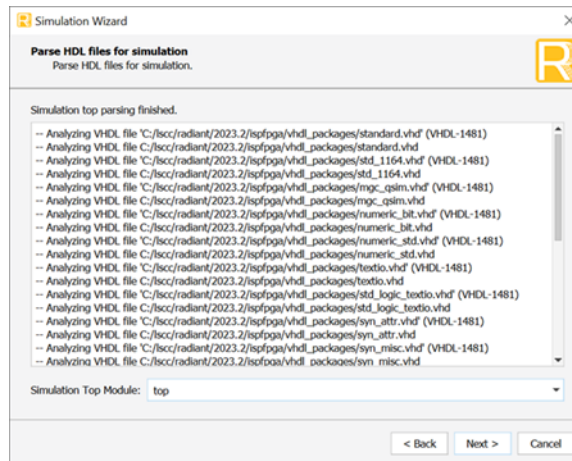 Simulation Wizard
Parse HDL files for simulation
Parse HDL files for simulation.
Simulation top parsing finished.
-- Analyzing VHDL file 'C:/lscc/radiant/2023.2/ispfpga/vhdl_packages/standard.vhd' (VHDL-1481)
-- Analyzing VHDL file C:/lscc/radiant/2023.2/ispfpga/vhdl_packages/standard.vhd
-- Analyzing VHDL file 'C:/lscc/radiant/2023.2/ispfpga/vhdl_packages/std_1164.vhd' (VHDL-1481)
-- Analyzing VHDL file C:/lscc/radiant/2023.2/ispfpga/vhdl_packages/std_1164.vhd
-- Analyzing VHDL file 'C:/lscc/radiant/2023.2/ispfpga/vhdl_packages/mgc_qsim.vhd' (VHDL-1481)
-- Analyzing VHDL file C:/lscc/radiant/2023.2/ispfpga/vhdl_packages/mgc_qsim.vhd
-- Analyzing VHDL file 'C:/lscc/radiant/2023.2/ispfpga/vhdl_packages/numeric_bit.vhd' (VHDL-1481)
-- Analyzing VHDL file C:/lscc/radiant/2023.2/ispfpga/vhdl_packages/numeric_bit.vhd
-- Analyzing VHDL file 'C:/lscc/radiant/2023.2/ispfpga/vhdl_packages/numeric_std.vhd' (VHDL-1481)
-- Analyzing VHDL file C:/lscc/radiant/2023.2/ispfpga/vhdl_packages/numeric_std.vhd
-- Analyzing VHDL file 'C:/lscc/radiant/2023.2/ispfpga/vhdl_packages/textio.vhd' (VHDL-1481)
-- Analyzing VHDL file C:/lscc/radiant/2023.2/ispfpga/vhdl_packages/textio.vhd
-- Analyzing VHDL file 'C:/lscc/radiant/2023.2/ispfpga/vhdl_packages/std_logic_textio.vhd' (VHDL-1481)
-- Analyzing VHDL file C:/lscc/radiant/2023.2/ispfpga/vhdl_packages/std_logic_textio.vhd
-- Analyzing VHDL file 'C:/lscc/radiant/2023.2/ispfpga/vhdl_packages/syn_attr.vhd' (VHDL-1481)
-- Analyzing VHDL file C:/lscc/radiant/2023.2/ispfpga/vhdl_packages/syn_attr.vhd
-- Analyzing VHDL file 'C:/lscc/radiant/2023.2/ispfpga/vhdl_packages/syn_misc.vhd' (VHDL-1481)
-- Analyzing VHDL file C:/lscc/radiant/2023.2/ispfpga/vhdl_packages/syn_misc.vhd
Simulation Top Module: top
< Back Next > Cancel